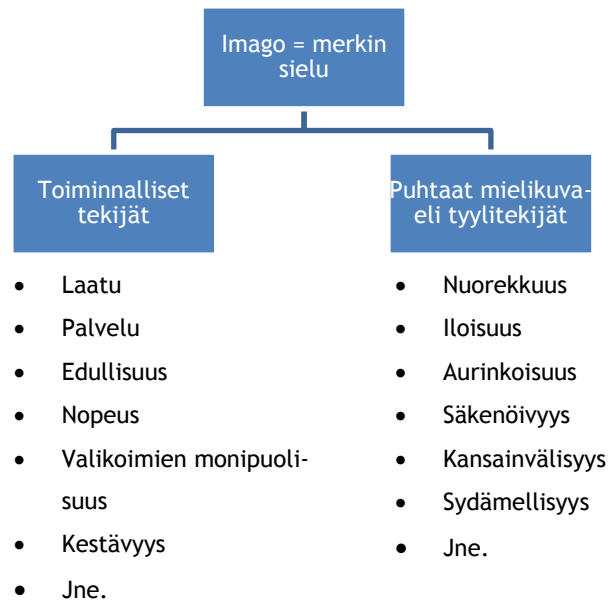 Imago = merkin
sielu
Toiminnalliset
tekijät
• Laatu
• Palvelu
• Edullisuus
• Nopeus
• Valikoimien monipuoli-
suus
• Kestävyys
• Jne.
Puhtaat mielikuva-
eli tyylitekijät
• Nuorekkuus
• Iloisuus
• Aurinkoisuus
• Säkenöivyys
• Kansainvälisyys
• Sydämellisyys
• Jne.